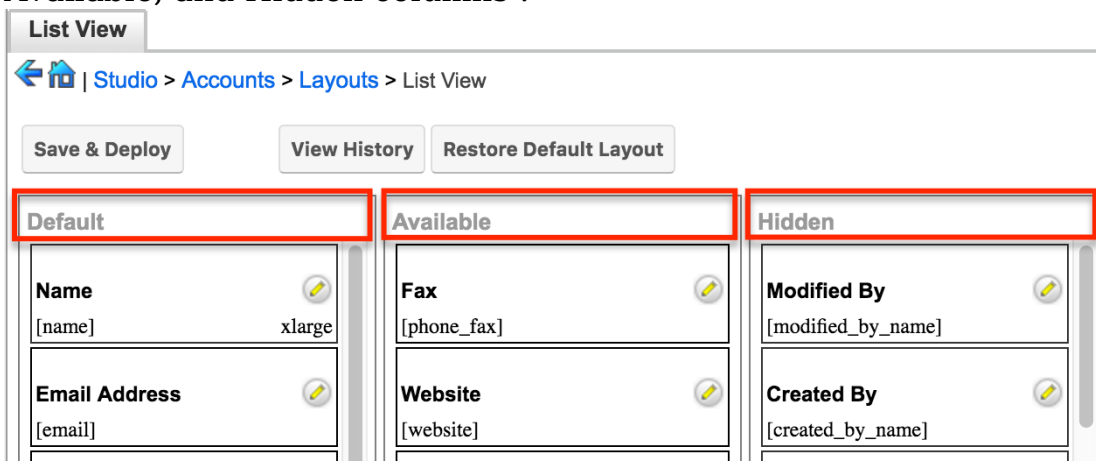 Available, and Hidden columns .
List View
| Studio > Accounts > Layouts > List View
Save & Deploy View History Restore Default Layout
Default Available Hidden
Name Fax Modified By
[name] xlarge [phone_fax] [modified_by_name]
Email Address Website Created By
[email] [website] [created_by_name]